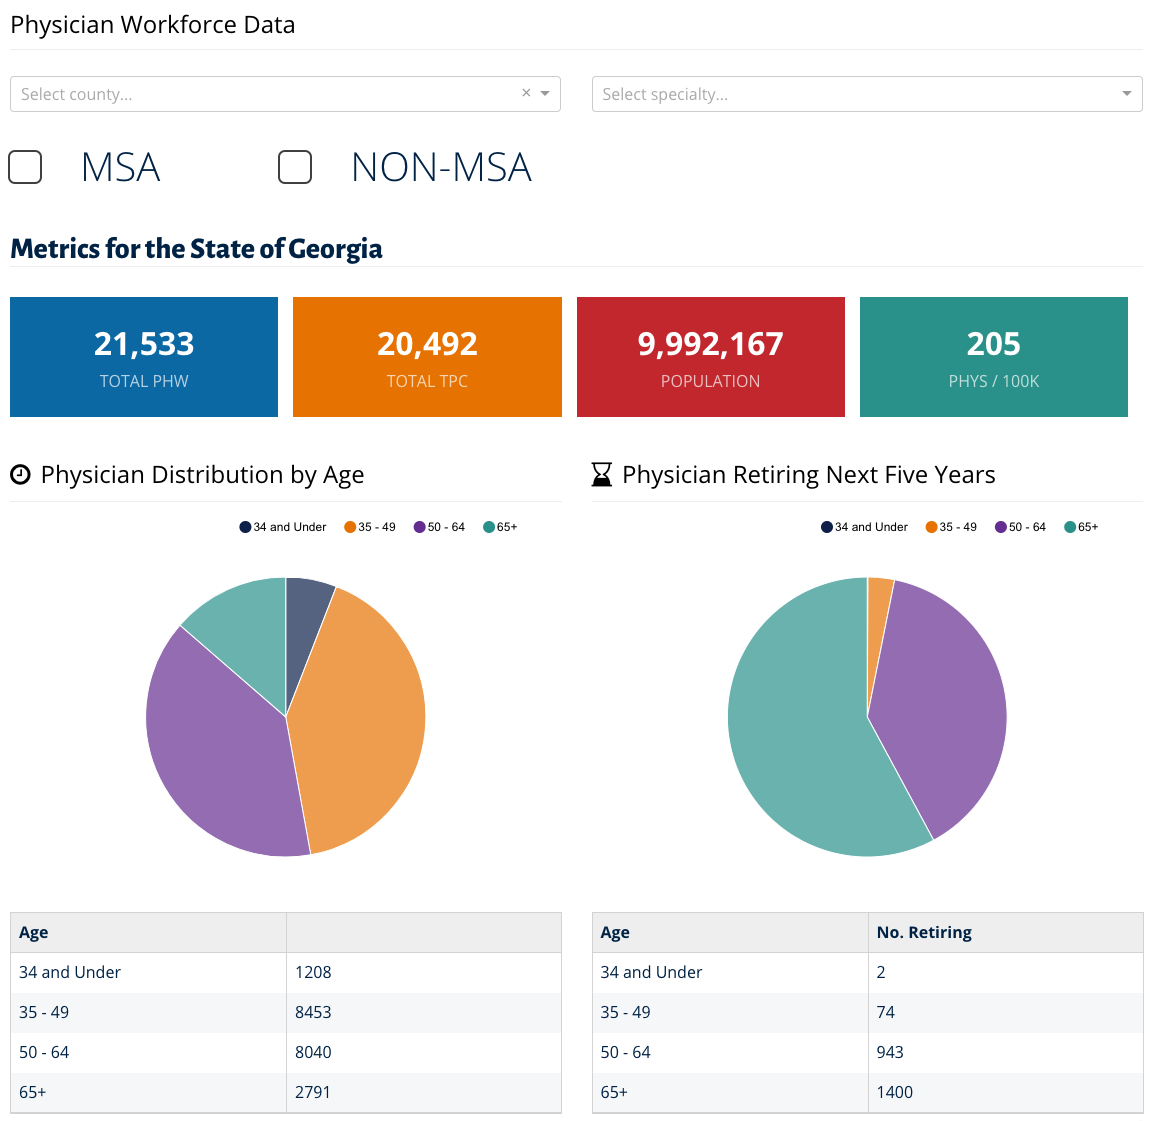 Physician Workforce Data
Select county...
Select specialty...
MSA
NON-MSA
Metrics for the State of Georgia
21,533
TOTAL PHW
20,492
TOTAL TPC
9,992,167
POPULATION
205
PHYS / 100K
Physician Distribution by Age
34 and Under 35 - 49 50 - 64 65+
Age
34 and Under 1208
35 - 49 8453
50 - 64 8040
65+ 2791
Physician Retiring Next Five Years
34 and Under 35 - 49 50 - 64 65+
Age No. Retiring
34 and Under 2
35 - 49 74
50 - 64 943
65+ 1400